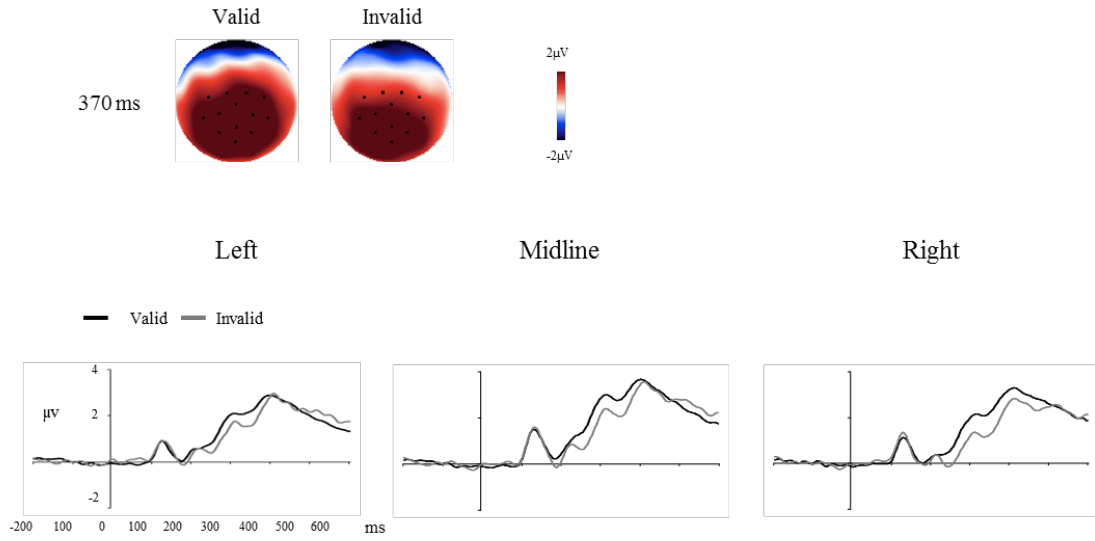 Valid Invalid
370 ms
2μV
-2μV
Left Midline Right
Valid Invalid
4
μv
2
-2
-200 100 0 100 200 300 400 500 600 ms